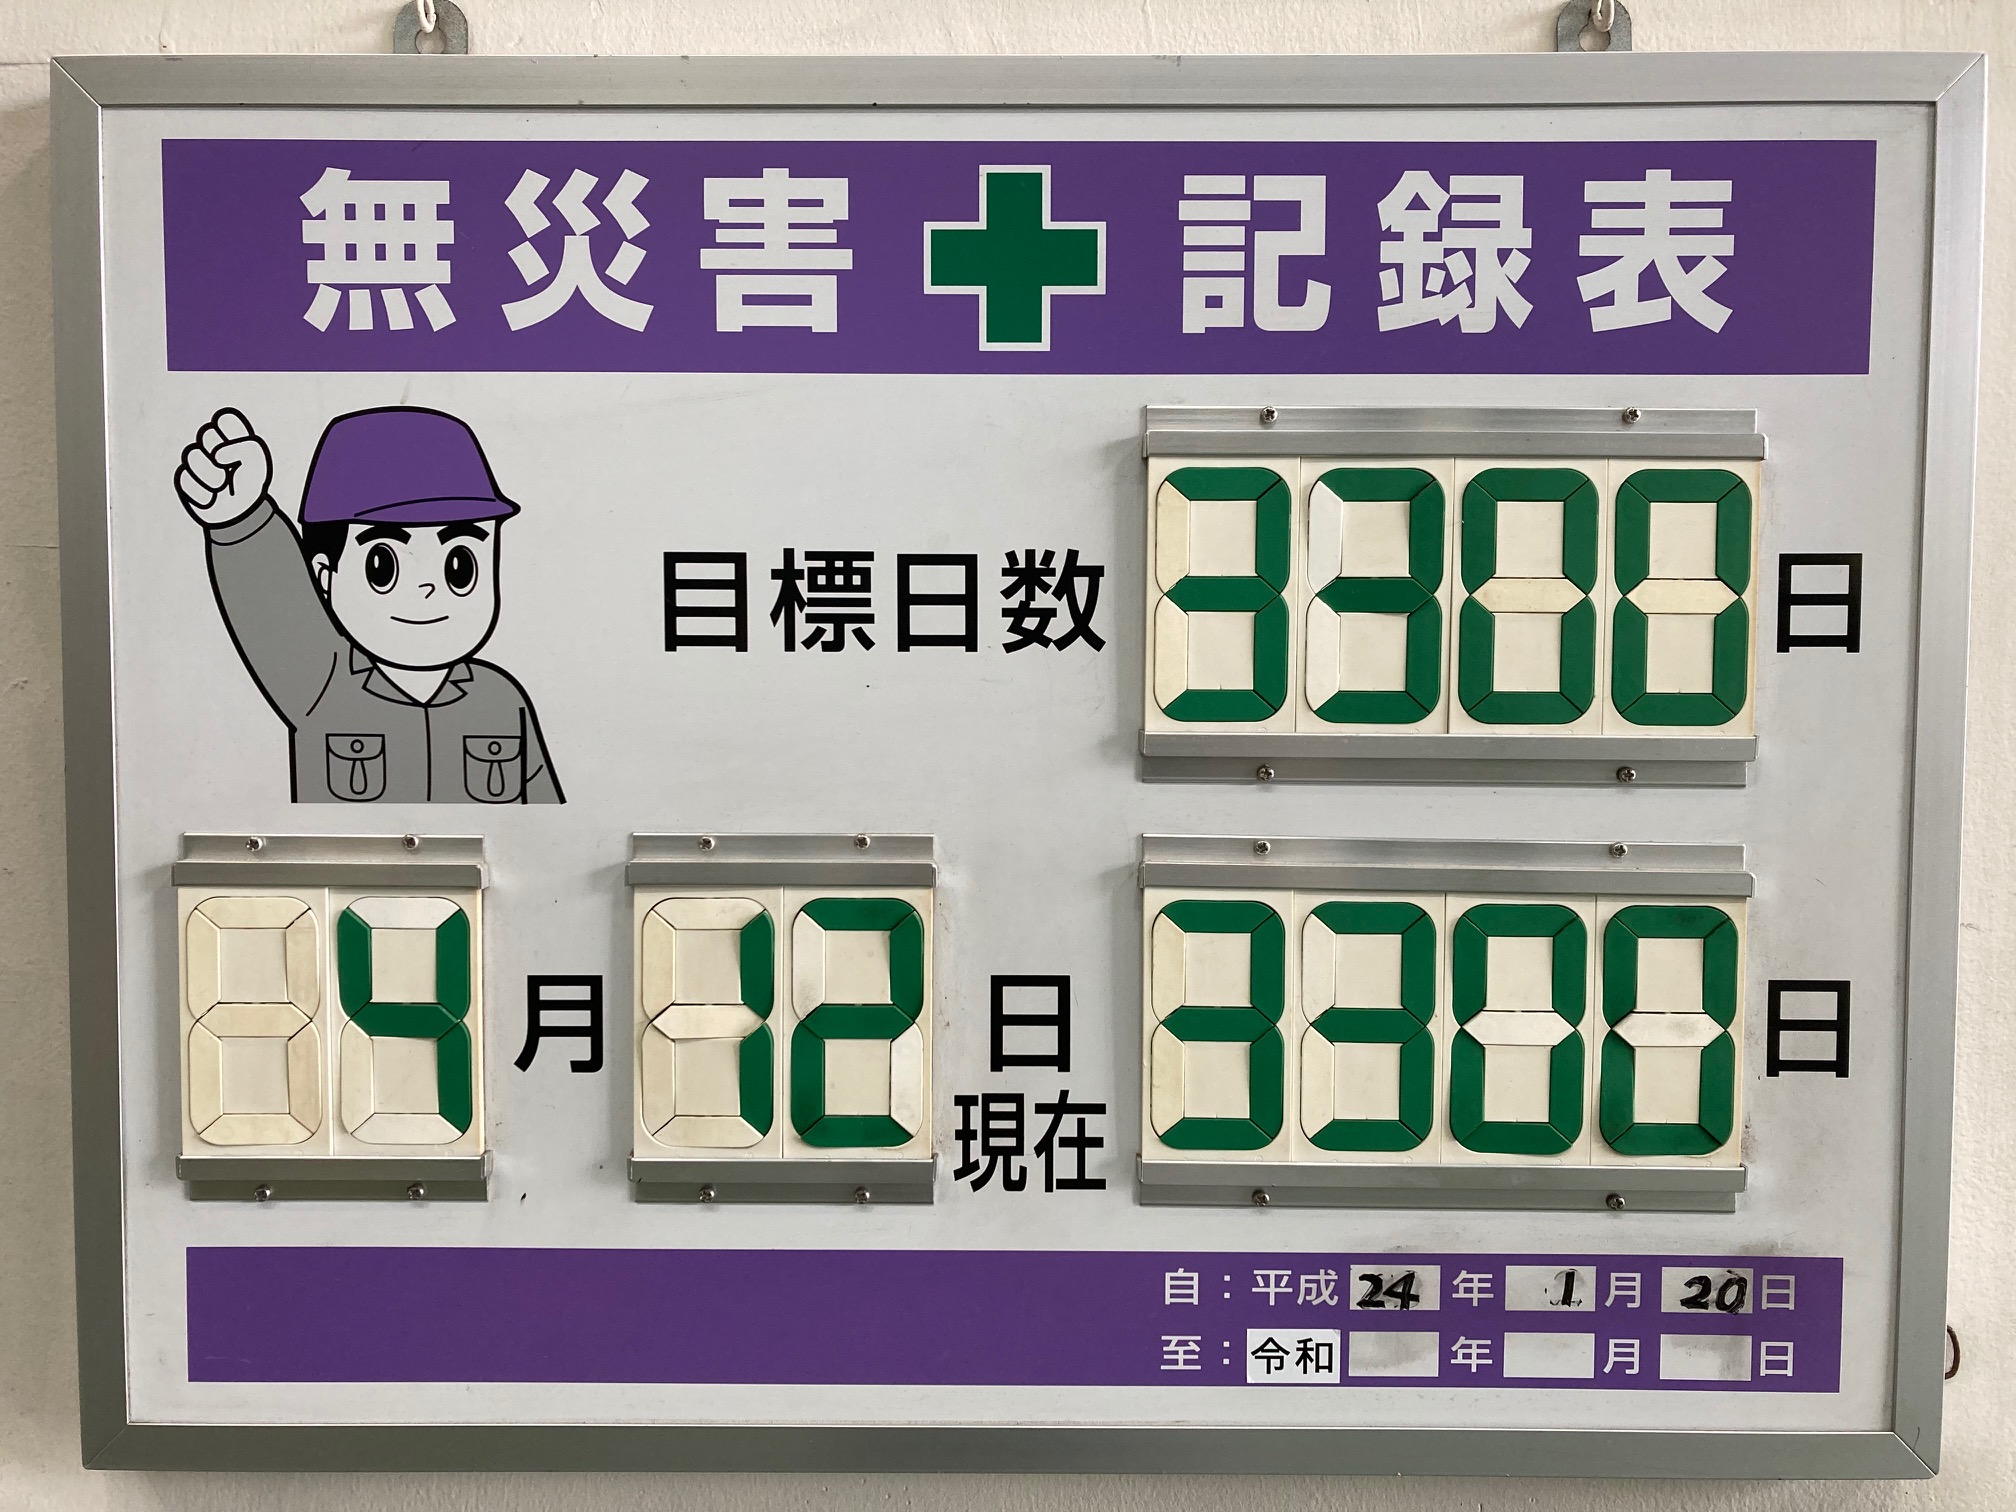 無災害記録表
目標日数 3300 日
4 月 12 日現在 3300 日
自：平成 24 年 1 月 20 日
至：令和 年 月 日